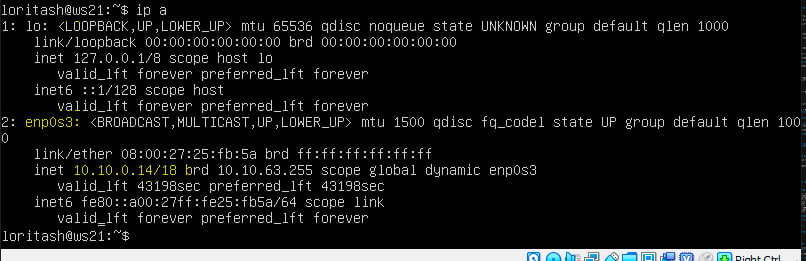 loritash@ws21:~$ ip a
1: lo: <LOOPBACK,UP,LOWER_UP> mtu 65536 qdisc noqueue state UNKNOWN group default qlen 1000
    link/loopback 00:00:00:00:00:00 brd 00:00:00:00:00:00
    inet 127.0.0.1/8 scope host lo
       valid_lft forever preferred_lft forever
    inet6 ::1/128 scope host
       valid_lft forever preferred_lft forever
2: enp0s3: <BROADCAST,MULTICAST,UP,LOWER_UP> mtu 1500 qdisc fq_codel state UP group default qlen 100
0
    link/ether 08:00:27:25:fb:5a brd ff:ff:ff:ff:ff:ff
    inet 10.10.0.14/18 brd 10.10.63.255 scope global dynamic enp0s3
       valid_lft 43198sec preferred_lft 43198sec
    inet6 fe80::a00:27ff:fe25:fb5a/64 scope link
       valid_lft forever preferred_lft forever
loritash@ws21:~$
Right Ctrl